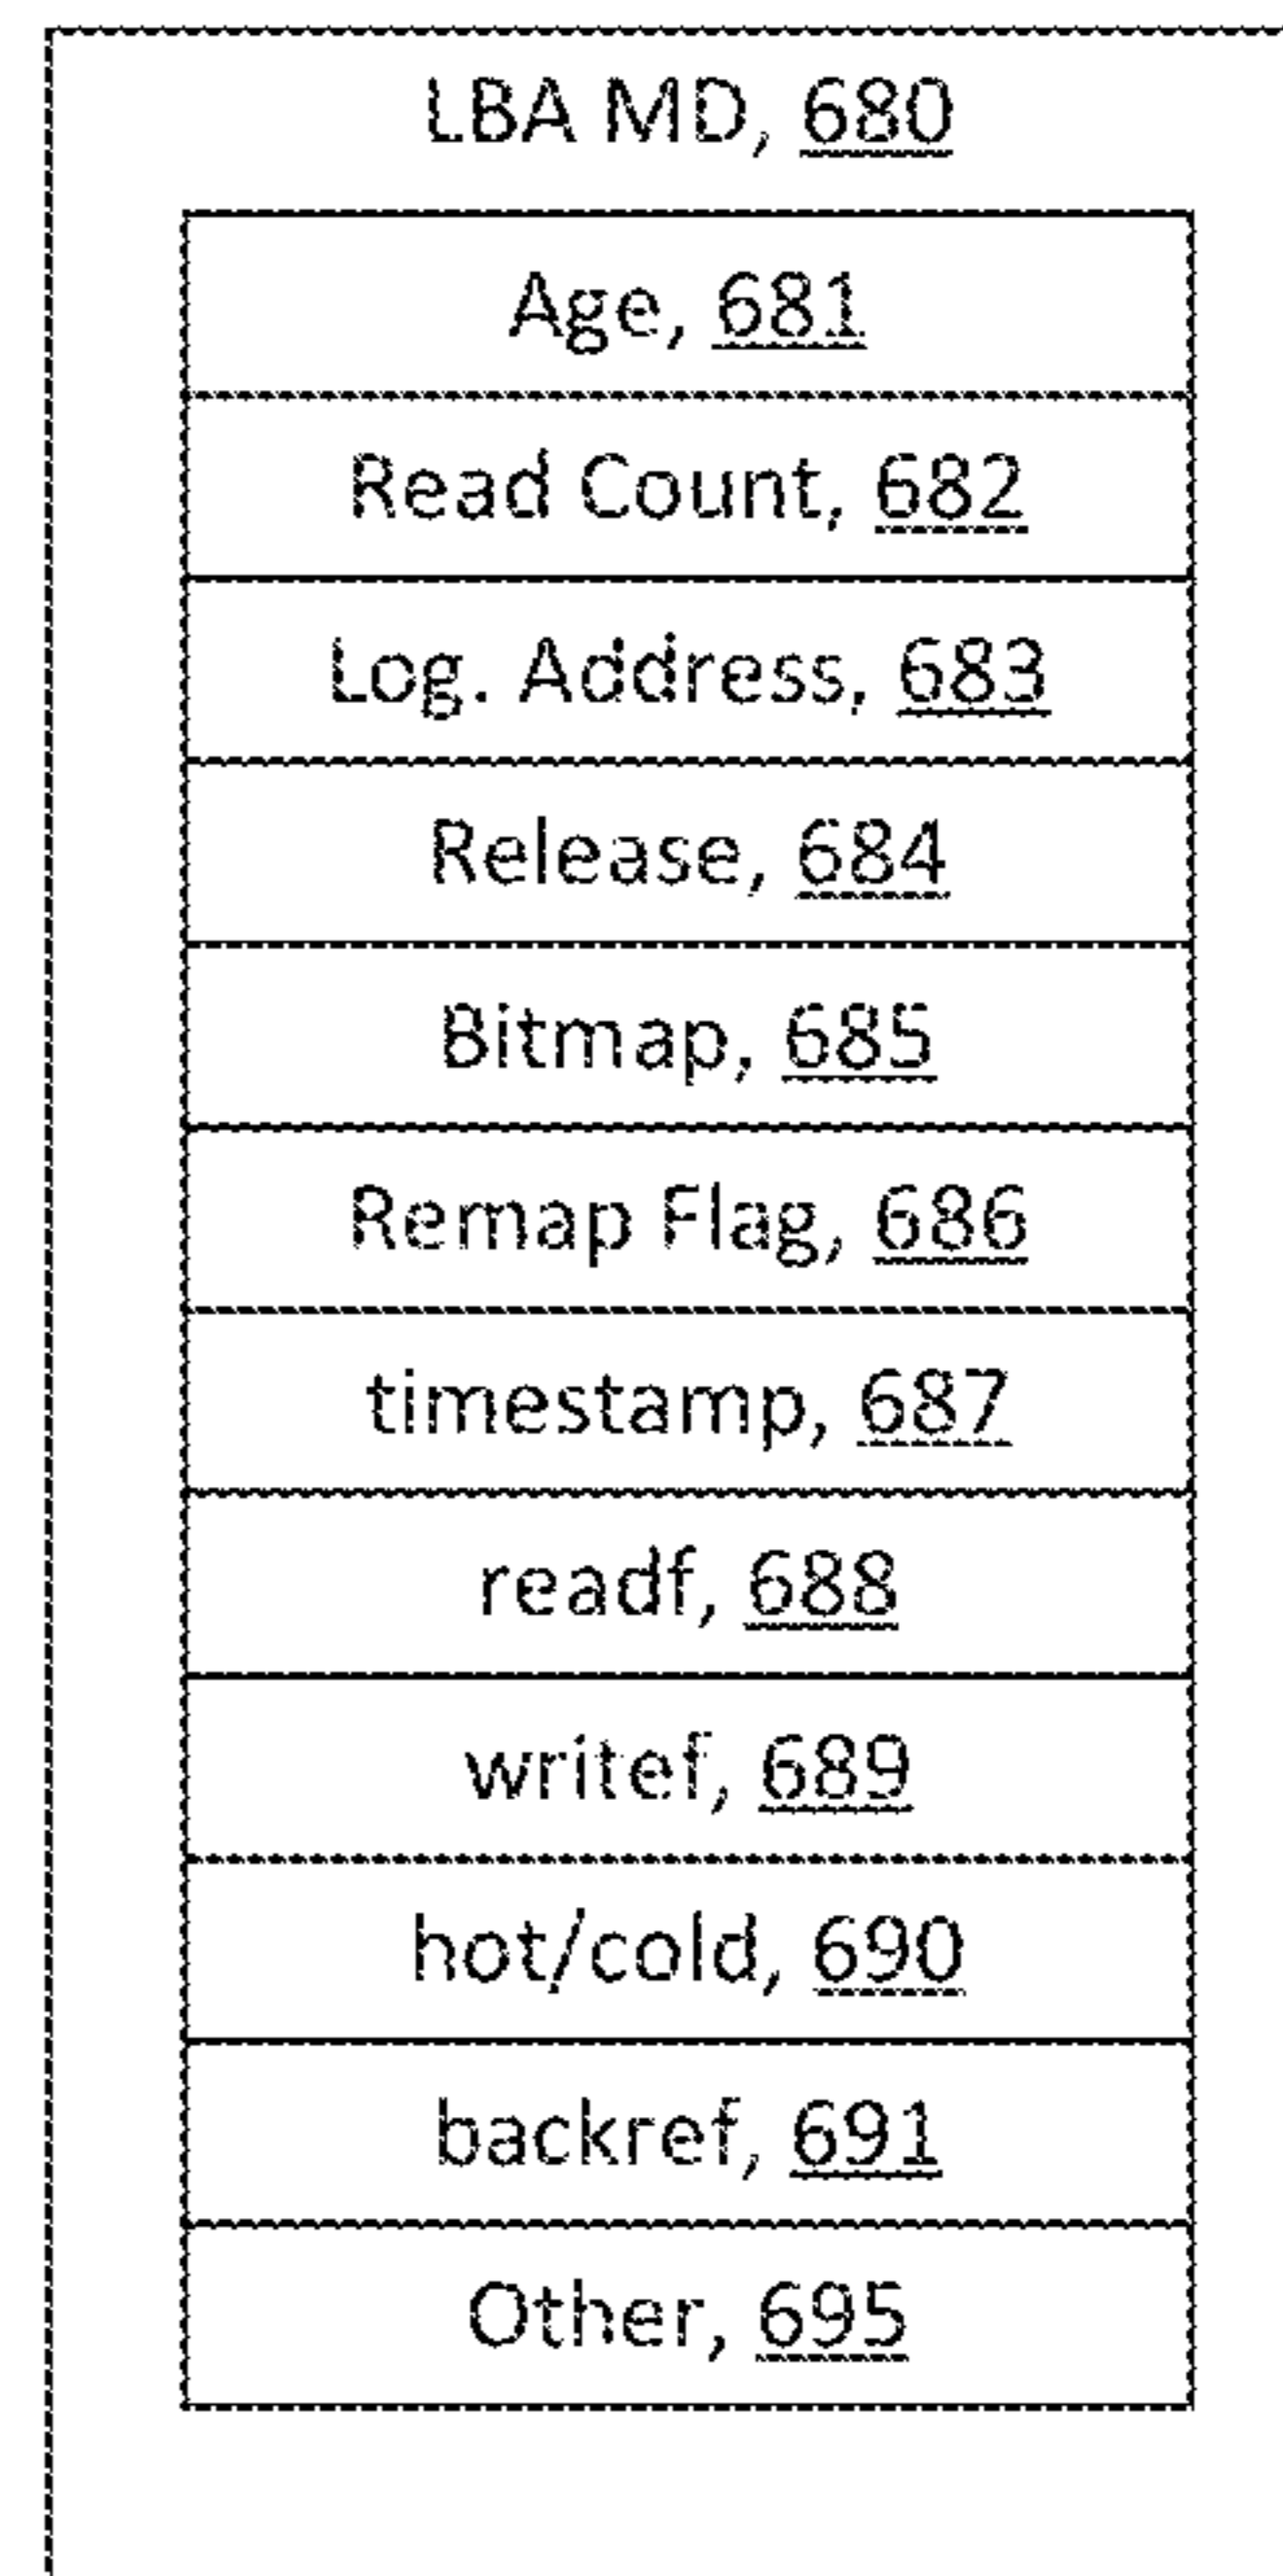 LBA MD, 680
Age, 681
Read Count, 682
Log. Address, 683
Release, 684
Bitmap, 685
Remap Flag, 686
timestamp, 687
readf, 688
writef, 689
hot/cold, 690
backref, 691
Other, 695